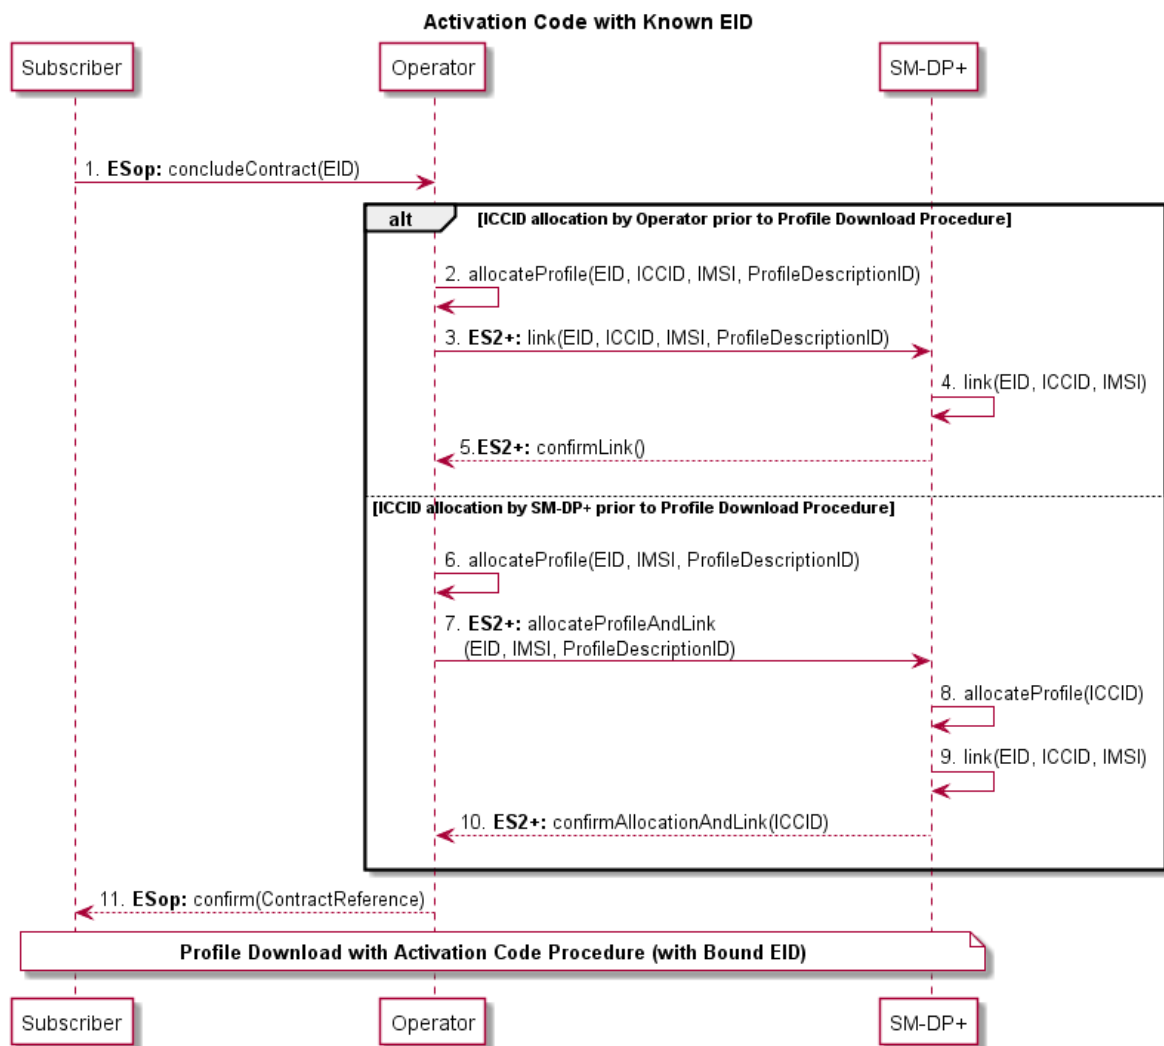 Activation Code with Known EID
Subscriber
Operator
SM-DP+
1. ESop: concludeContract(EID)
alt
[ICCID allocation by Operator prior to Profile Download Procedure]
2. allocateProfile(EID, ICCID, IMSI, ProfileDescriptionID)
3. ES2+: link(EID, ICCID, IMSI, ProfileDescriptionID)
4. link(EID, ICCID, IMSI)
5.ES2+: confirmLink()
[ICCID allocation by SM-DP+ prior to Profile Download Procedure]
6. allocateProfile(EID, IMSI, ProfileDescriptionID)
7. ES2+: allocateProfileAndLink
(EID, IMSI, ProfileDescriptionID)
8. allocateProfile(ICCID)
9. link(EID, ICCID, IMSI)
10. ES2+: confirmAllocationAndLink(ICCID)
11. ESop: confirm(ContractReference)
Profile Download with Activation Code Procedure (with Bound EID)
Subscriber
Operator
SM-DP+